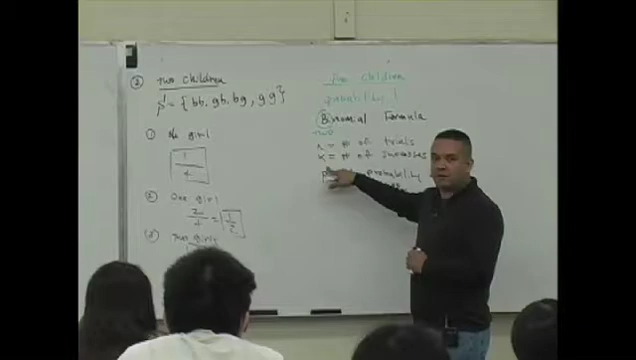 ② Two children
S = { bb, gb, bg, gg }
① No girl
1/4
② One girl
2/4 = 1/2
③ Two girls
Two children
probability
Binomial Formula
Two
n = # of trials
x = # of successes
p probability